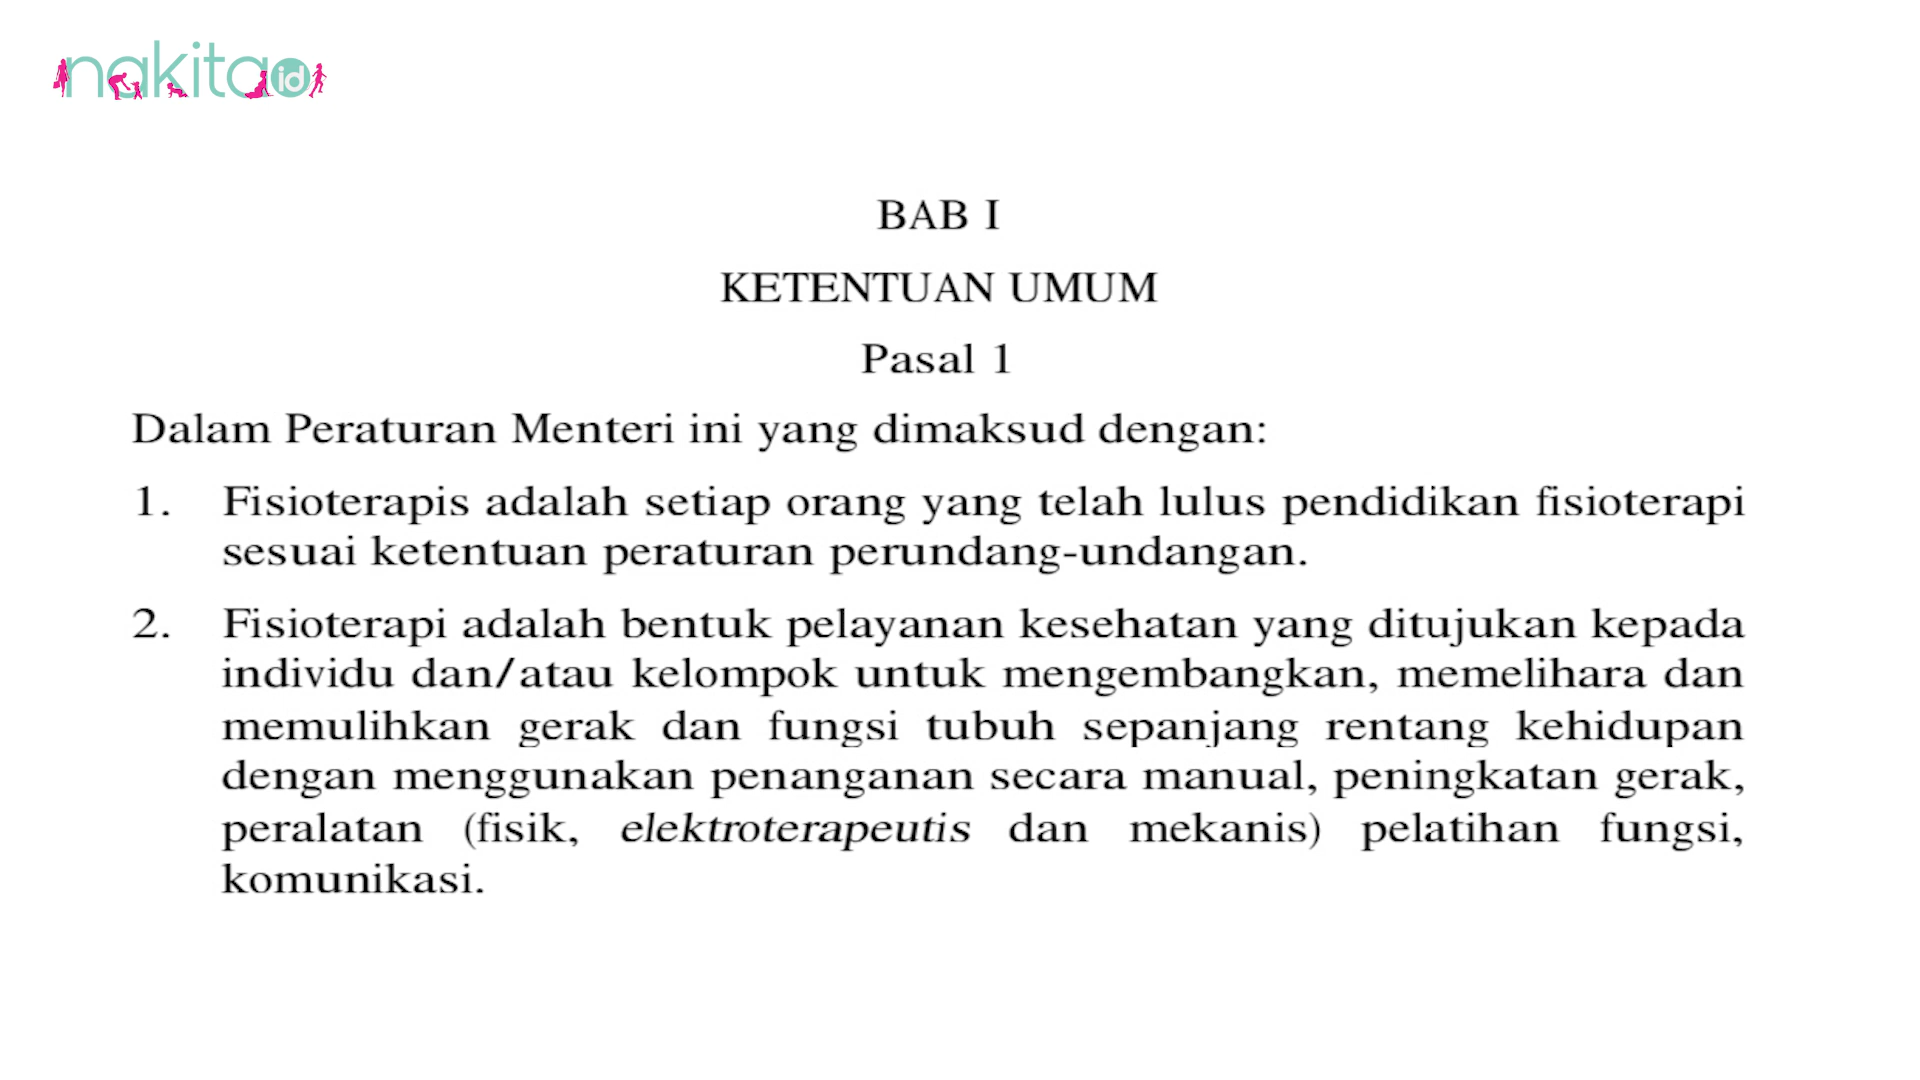 nakita id
BAB I
KETENTUAN UMUM
Pasal 1
Dalam Peraturan Menteri ini yang dimaksud dengan:
1. Fisioterapis adalah setiap orang yang telah lulus pendidikan fisioterapi
sesuai ketentuan peraturan perundang-undangan.
2. Fisioterapi adalah bentuk pelayanan kesehatan yang ditujukan kepada
individu dan/atau kelompok untuk mengembangkan, memelihara dan
memulihkan gerak dan fungsi tubuh sepanjang rentang kehidupan
dengan menggunakan penanganan secara manual, peningkatan gerak,
peralatan (fisik, elektroterapeutis dan mekanis) pelatihan fungsi,
komunikasi.